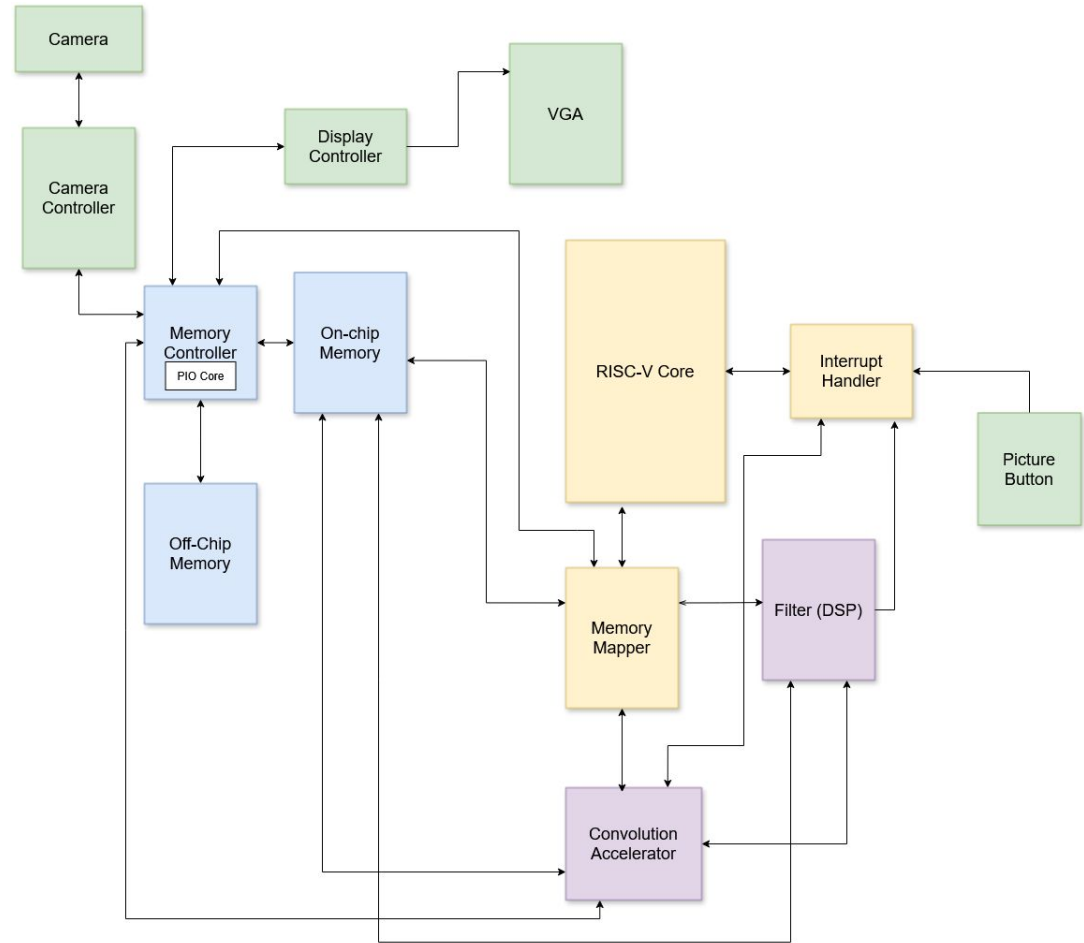 Camera
VGA
Display
Controller
Camera
Controller
Memory
Controller
PIO Core
On-chip
Memory
RISC-V Core
Interrupt
Handler
Picture
Button
Off-Chip
Memory
Memory
Mapper
Filter (DSP)
Convolution
Accelerator